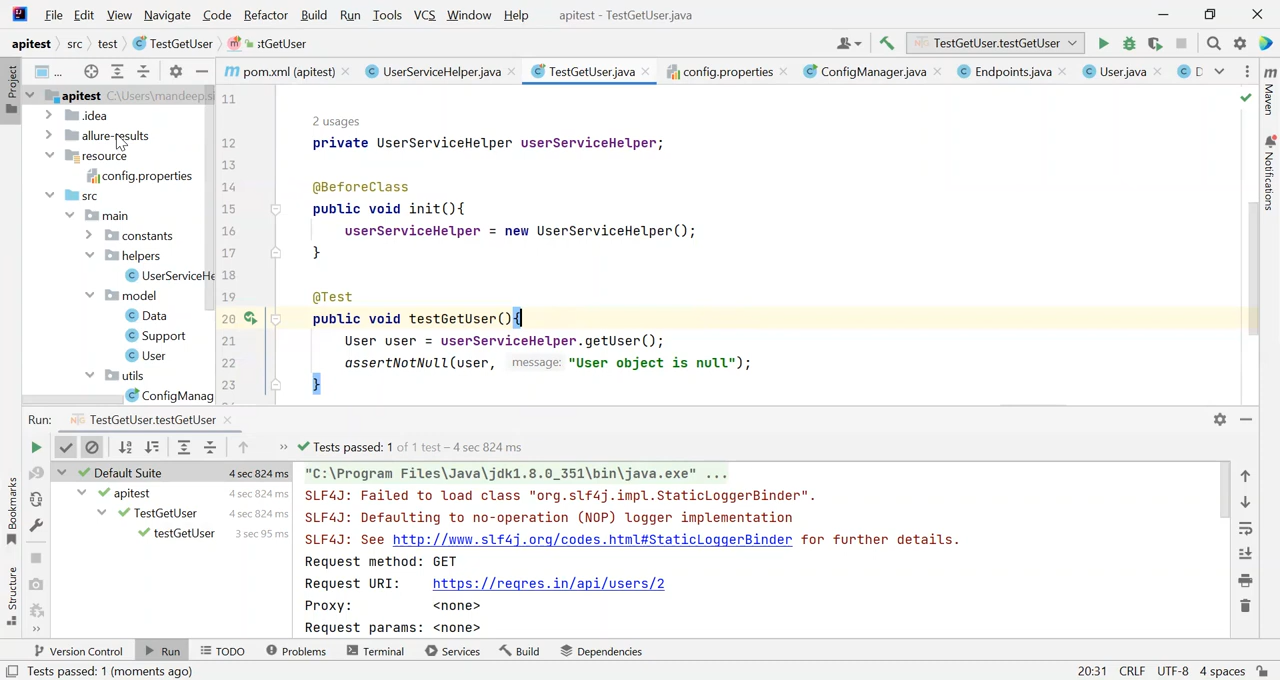 File Edit View Navigate Code Refactor Build Run Tools VCS Window Help apitest - TestGetUser.java
apitest src test TestGetUser stGetUser TestGetUser.testGetUser
Project ... pom.xml (apitest) UserServiceHelper.java TestGetUser.java config.properties ConfigManager.java Endpoints.java User.java D Maven
apitest C:\Users\mandeep.si
.idea
allure-results
resource
config.properties
src
main
constants
helpers
UserServiceHe
model
Data
Support
User
utils
ConfigManag
11
2 usages
12 private UserServiceHelper userServiceHelper;
13
14 @BeforeClass
15 public void init(){
16 userServiceHelper = new UserServiceHelper();
17 }
18
19 @Test
20 public void testGetUser(){
21 User user = userServiceHelper.getUser();
22 assertNotNull(user, message: "User object is null");
23 }
Notifications
Run: TestGetUser.testGetUser
Tests passed: 1 of 1 test – 4 sec 824 ms
Default Suite 4 sec 824 ms
apitest 4 sec 824 ms
TestGetUser 4 sec 824 ms
testGetUser 3 sec 95 ms
"C:\Program Files\Java\jdk1.8.0_351\bin\java.exe" ...
SLF4J: Failed to load class "org.slf4j.impl.StaticLoggerBinder".
SLF4J: Defaulting to no-operation (NOP) logger implementation
SLF4J: See http://www.slf4j.org/codes.html#StaticLoggerBinder for further details.
Request method: GET
Request URI: https://reqres.in/api/users/2
Proxy: <none>
Request params: <none>
Bookmarks
Structure
Version Control Run TODO Problems Terminal Services Build Dependencies
Tests passed: 1 (moments ago) 20:31 CRLF UTF-8 4 spaces